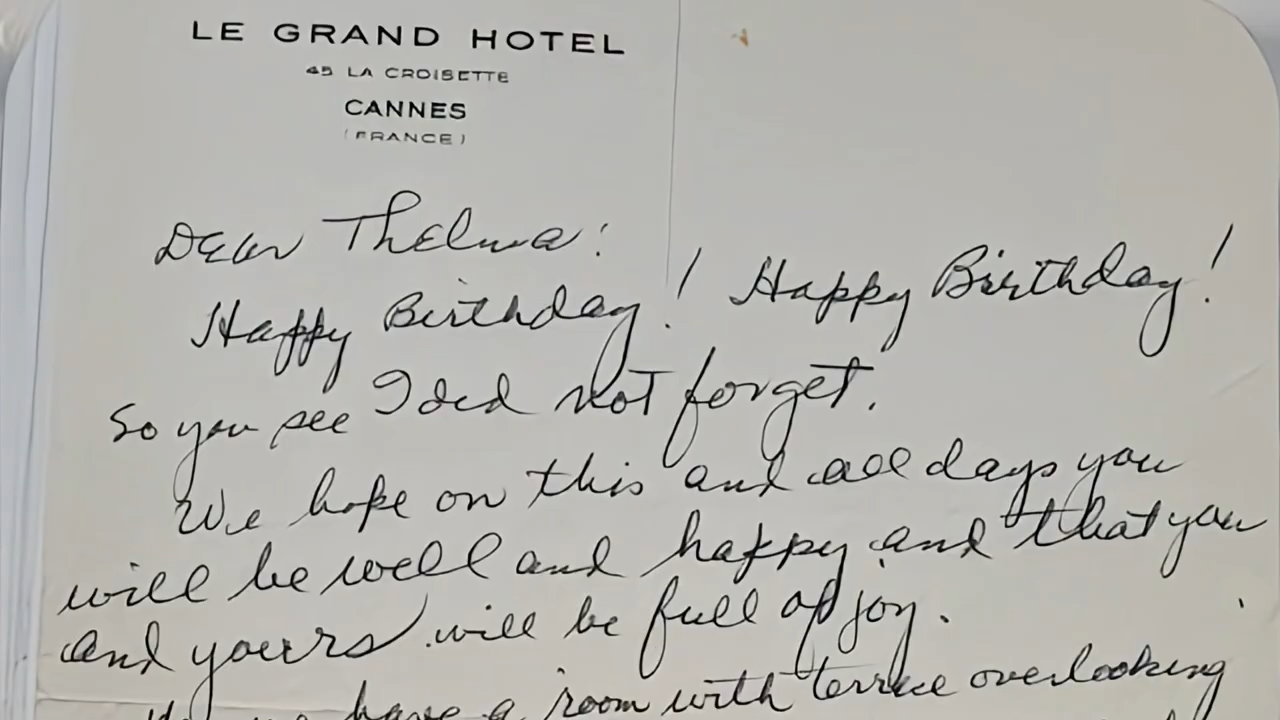 LE GRAND HOTEL
45 LA CROISETTE
CANNES
(FRANCE)
Dear Thelma:
Happy Birthday! Happy Birthday!
So you see I did not forget.
We hope on this and all days you
will be well and happy and that you
and yours will be full of joy.
have a room with terrace overlooking